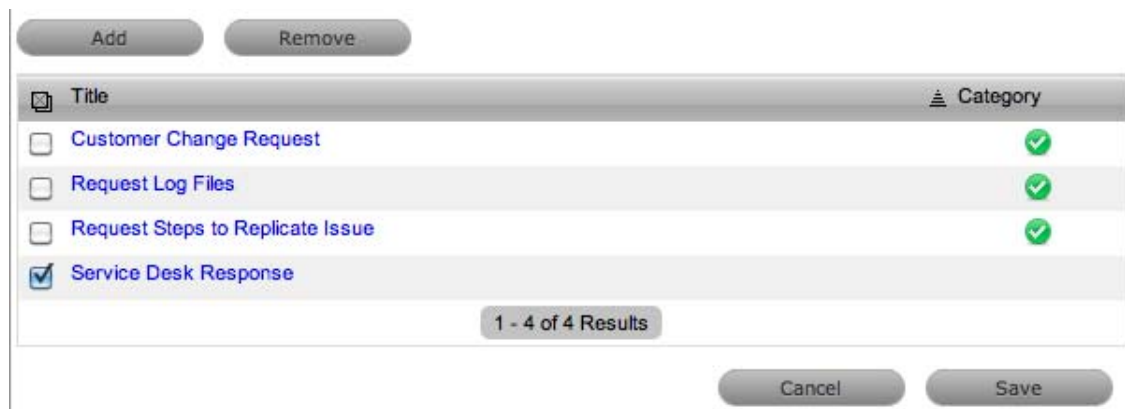 Add Remove
Title Category
Customer Change Request
Request Log Files
Request Steps to Replicate Issue
Service Desk Response
1 - 4 of 4 Results
Cancel Save